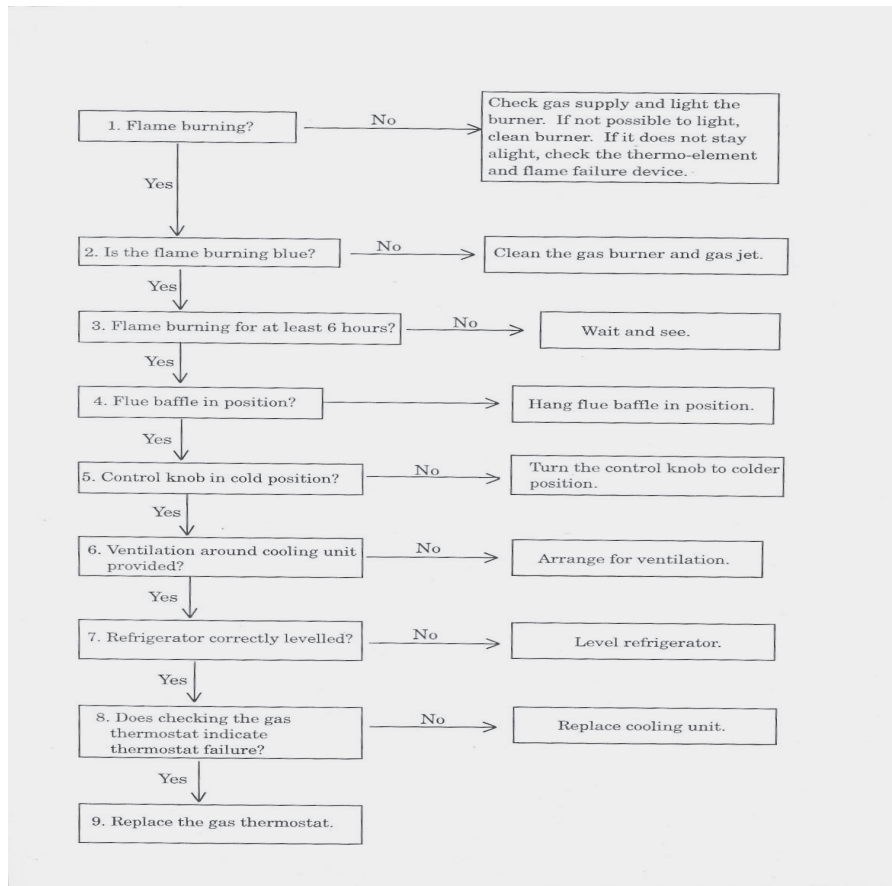 1. Flame burning?
No
Check gas supply and light the
burner. If not possible to light,
clean burner. If it does not stay
alight, check the thermo-element
and flame failure device.
Yes
2. Is the flame burning blue?
No
Clean the gas burner and gas jet.
Yes
3. Flame burning for at least 6 hours?
No
Wait and see.
Yes
4. Flue baffle in position?
Hang flue baffle in position.
Yes
5. Control knob in cold position?
No
Turn the control knob to colder
position.
Yes
6. Ventilation around cooling unit
provided?
No
Arrange for ventilation.
Yes
7. Refrigerator correctly levelled?
No
Level refrigerator.
Yes
8. Does checking the gas
thermostat indicate
thermostat failure?
No
Replace cooling unit.
Yes
9. Replace the gas thermostat.